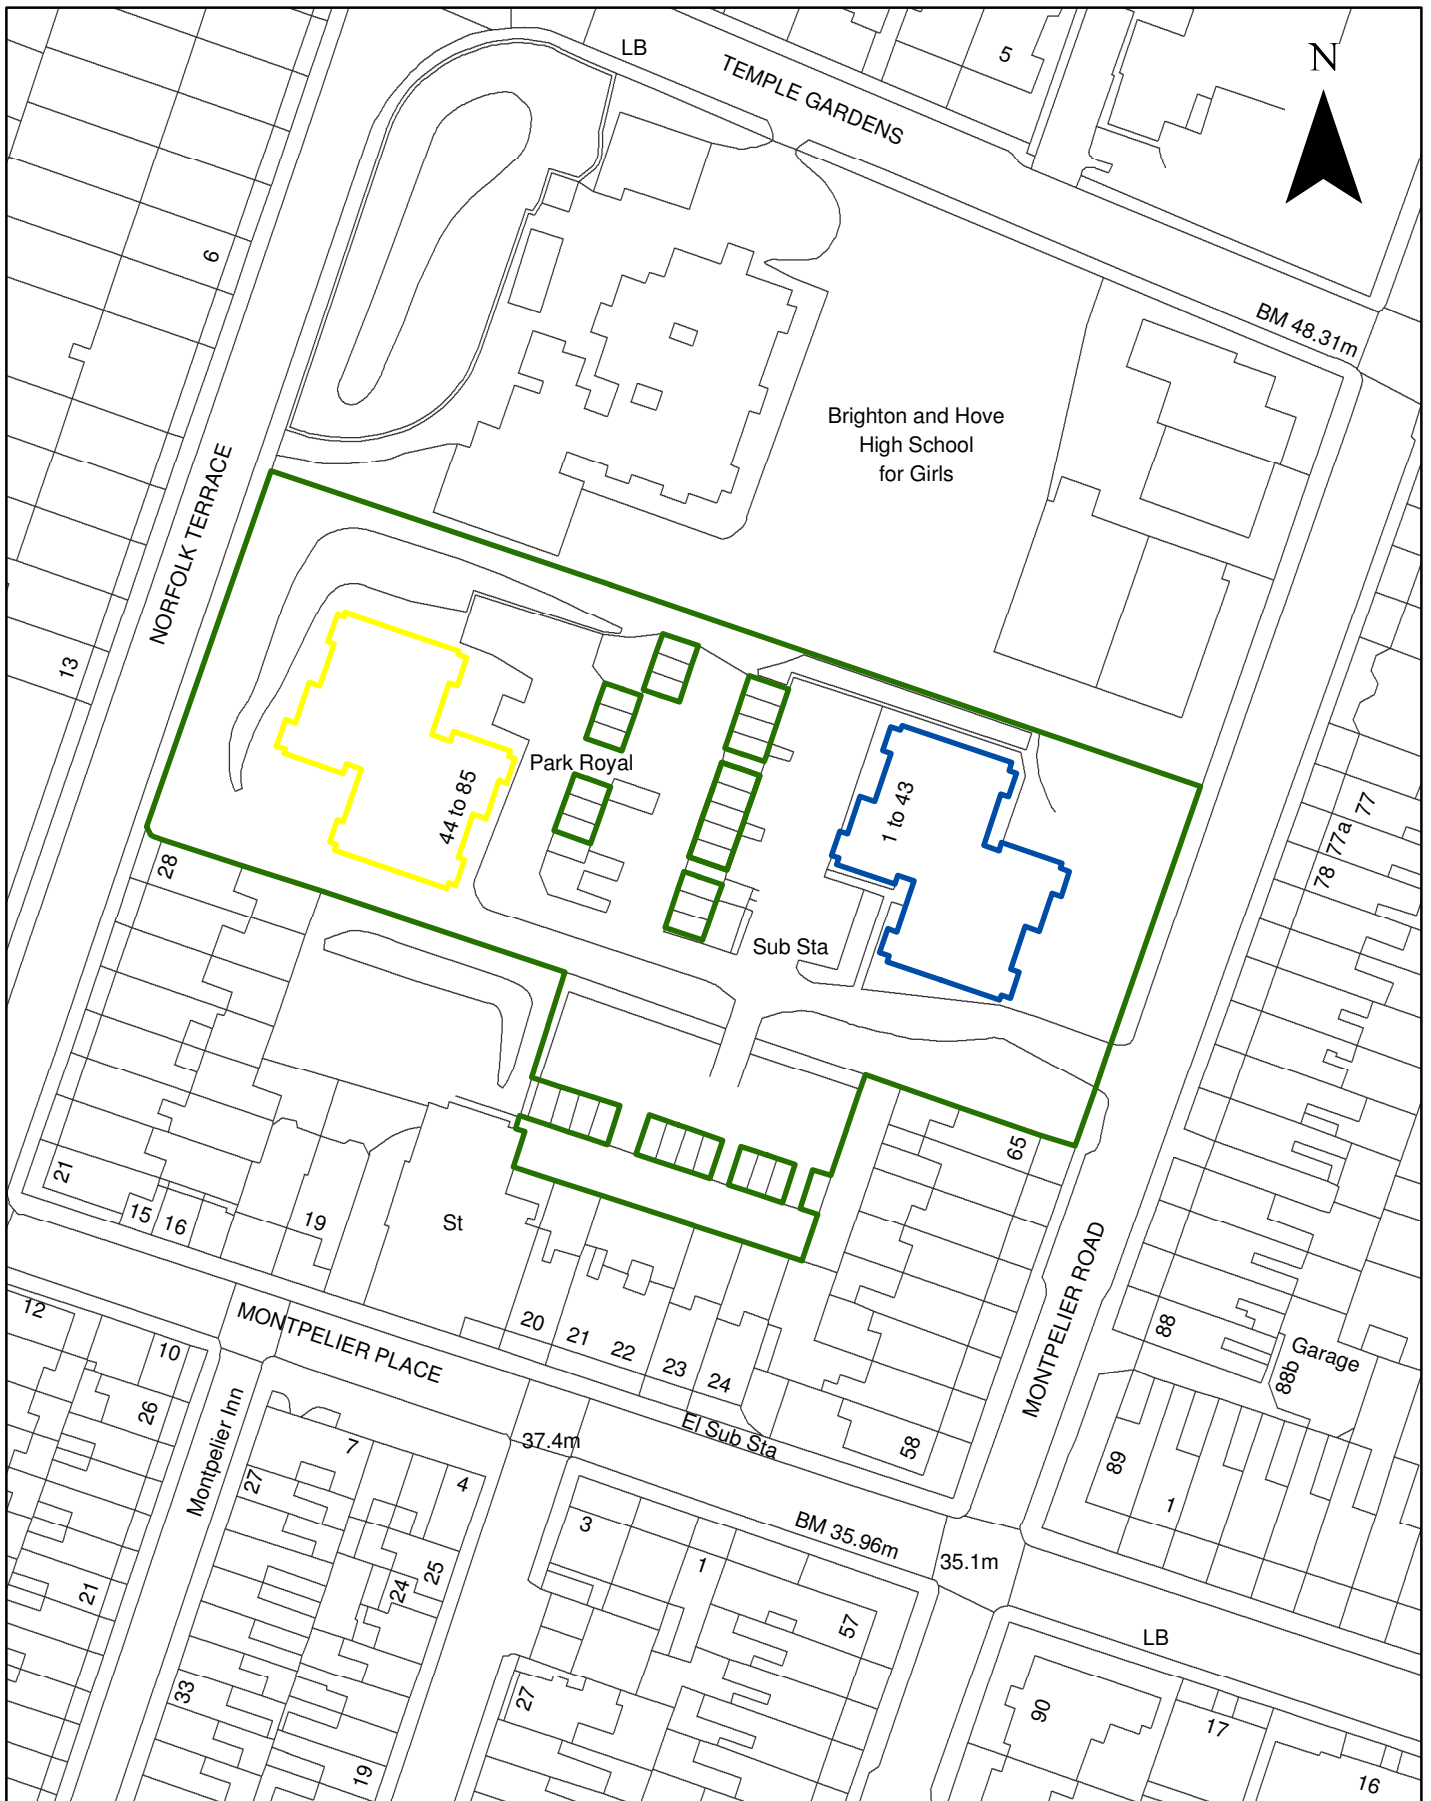 LB
5
TEMPLE GARDENS
N
6
BM 48.31m
Brighton and Hove
High School
for Girls
NORFOLK TERRACE
13
Park Royal
44 to 85
1 to 43
77
77a
78
28
Sub Sta
65
21
15
16
19
St
MONTPELIER ROAD
12
10
MONTPELIER PLACE
20
21
22
23
24
88
Garage
88b
26
Montpelier Inn
7
27
4
37.4m
El Sub Sta
58
89
1
3
BM 35.96m
35.1m
1
21
24
25
57
LB
33
27
90
17
19
16